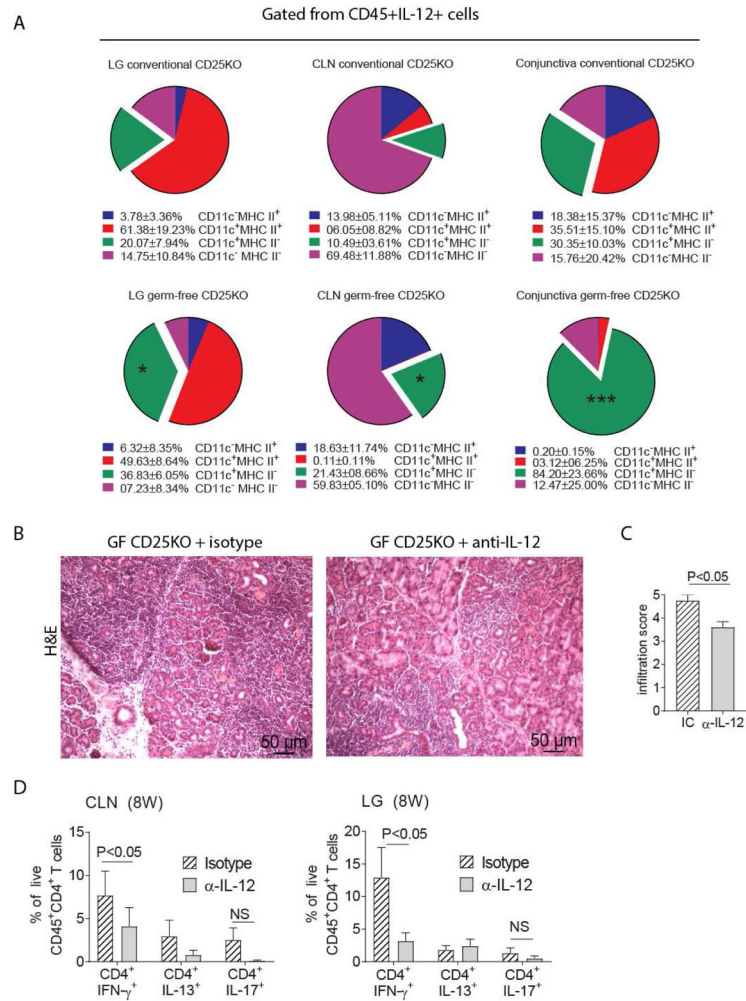 A
Gated from CD45+IL-12+ cells
LG conventional CD25KO
CLN conventional CD25KO
Conjunctiva conventional CD25KO
3.78±3.36% CD11c⁻MHC II⁺
61.38±19.23% CD11c⁺MHC II⁺
20.07±7.94% CD11c⁺MHC II⁻
14.75±10.84% CD11c⁻ MHC II⁻
13.98±05.11% CD11c⁻MHC II⁺
06.05±08.82% CD11c⁺MHC II⁺
10.49±03.61% CD11c⁺MHC II⁻
69.48±11.88% CD11c⁻MHC II⁻
18.38±15.37% CD11c⁻MHC II⁺
35.51±15.10% CD11c⁺MHC II⁺
30.35±10.03% CD11c⁺MHC II⁻
15.76±20.42% CD11c⁻MHC II⁻
LG germ-free CD25KO
CLN germ-free CD25KO
Conjunctiva germ-free CD25KO
*
*
***
6.32±8.35% CD11c⁻MHC II⁺
49.63±8.64% CD11c⁺MHC II⁺
36.83±6.05% CD11c⁺MHC II⁻
07.23±8.34% CD11c⁻ MHC II⁻
18.63±11.74% CD11c⁻MHC II⁺
0.11±0.11% CD11c⁺MHC II⁺
21.43±08.66% CD11c⁺MHC II⁻
59.83±05.10% CD11c⁻MHC II⁻
0.20±0.15% CD11c⁻MHC II⁺
03.12±06.25% CD11c⁺MHC II⁺
84.20±23.66% CD11c⁺MHC II⁻
12.47±25.00% CD11c⁻MHC II⁻
B
GF CD25KO + isotype
GF CD25KO + anti-IL-12
H&E
50 µm
50 µm
C
P<0.05
infiltration score
5
4
3
2
1
0
IC α-IL-12
D
CLN (8W)
% of live
CD45⁺CD4⁺ T cells
15
10
5
0
P<0.05
Isotype
α-IL-12
NS
CD4⁺ CD4⁺ CD4⁺
IFN-γ⁺ IL-13⁺ IL-17⁺
LG (8W)
% of live
CD45⁺CD4⁺ T cells
20
15
10
5
0
P<0.05
Isotype
α-IL-12
NS
CD4⁺ CD4⁺ CD4⁺
IFN-γ⁺ IL-13⁺ IL-17⁺